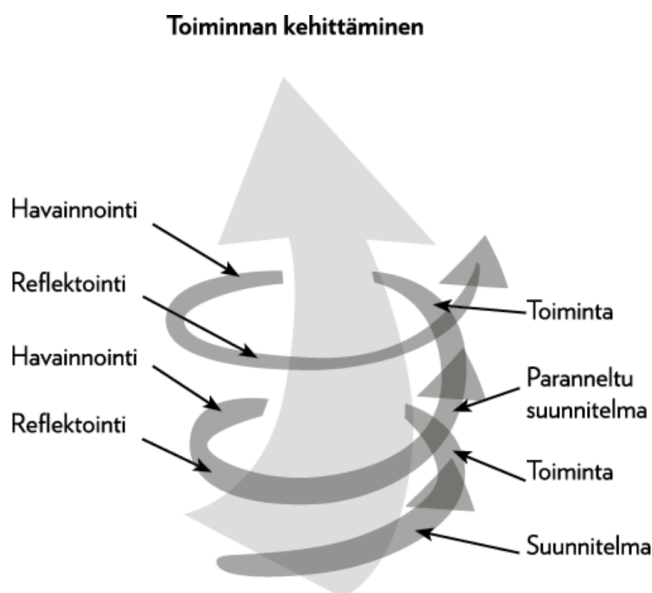 Toiminnan kehittäminen
Havainnointi
Reflektointi
Havainnointi
Reflektointi
Toiminta
Paranneltu
suunnitelma
Toiminta
Suunnitelma